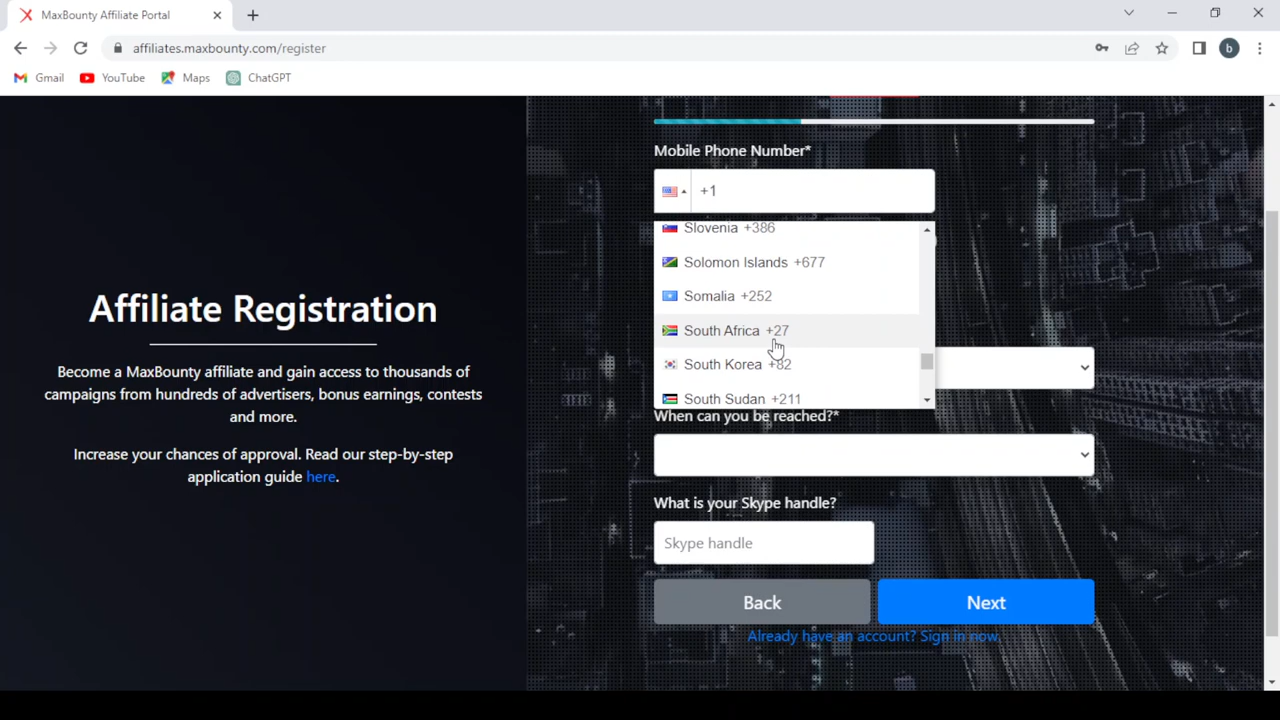 MaxBounty Affiliate Portal
affiliates.maxbounty.com/register
b
Gmail
YouTube
Maps
ChatGPT
Affiliate Registration
Become a MaxBounty affiliate and gain access to thousands of
campaigns from hundreds of advertisers, bonus earnings, contests
and more.
Increase your chances of approval. Read our step-by-step
application guide here.
Mobile Phone Number*
+1
Slovenia +386
Solomon Islands +677
Somalia +252
South Africa +27
South Korea +82
South Sudan +211
When can you be reached?*
What is your Skype handle?
Skype handle
Back
Next
Already have an account? Sign in now.